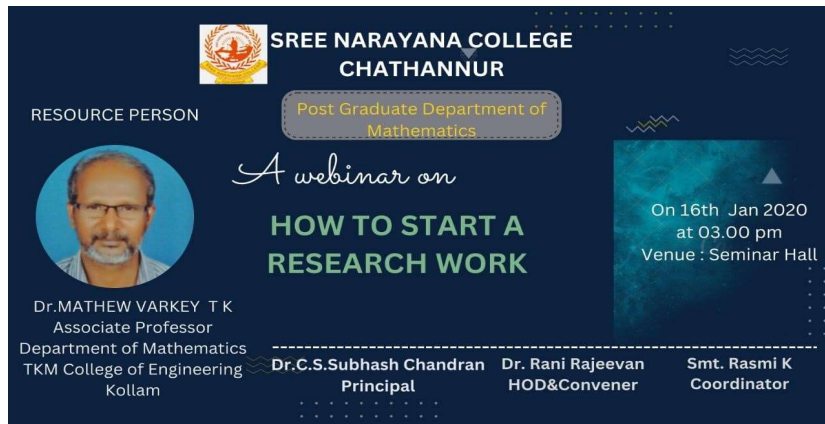 SREE NARAYANA COLLEGE
CHATHANNUR
Post Graduate Department of
Mathematics
RESOURCE PERSON
A webinar on
HOW TO START A
RESEARCH WORK
On 16th Jan 2020
at 03.00 pm
Venue : Seminar Hall
Dr.MATHEW VARKEY T K
Associate Professor
Department of Mathematics
TKM College of Engineering
Kollam
Dr.C.S.Subhash Chandran
Principal
Dr. Rani Rajeevan
HOD&Convener
Smt. Rasmi K
Coordinator